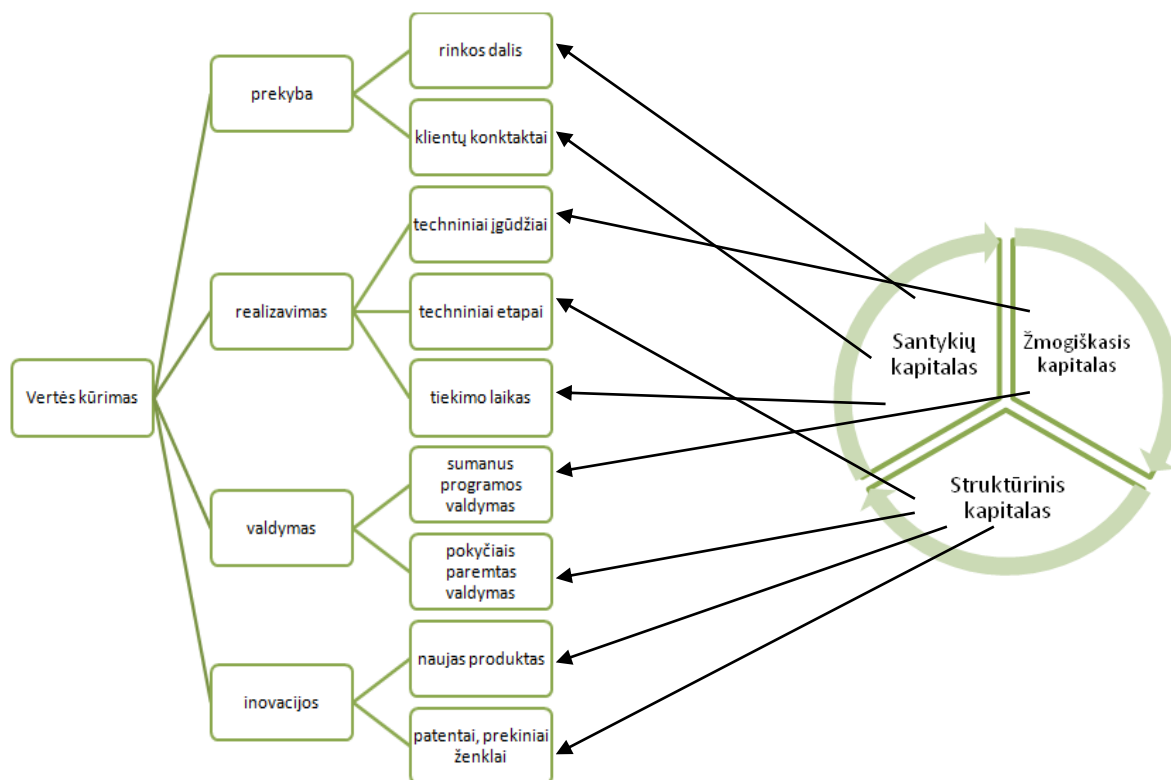 rinkos dalis
prekyba
klientų konktaktai
techniniai įgūdžiai
realizavimas
techniniai etapai
tiekimo laikas
Vertės kūrimas
sumanus
programos
valdymas
valdymas
pokyčiais
paremtas
valdymas
naujas produktas
inovacijos
patentai, prekiniai
ženklai
Santykių
kapitalas
Žmogiškasis
kapitalas
Struktūrinis
kapitalas